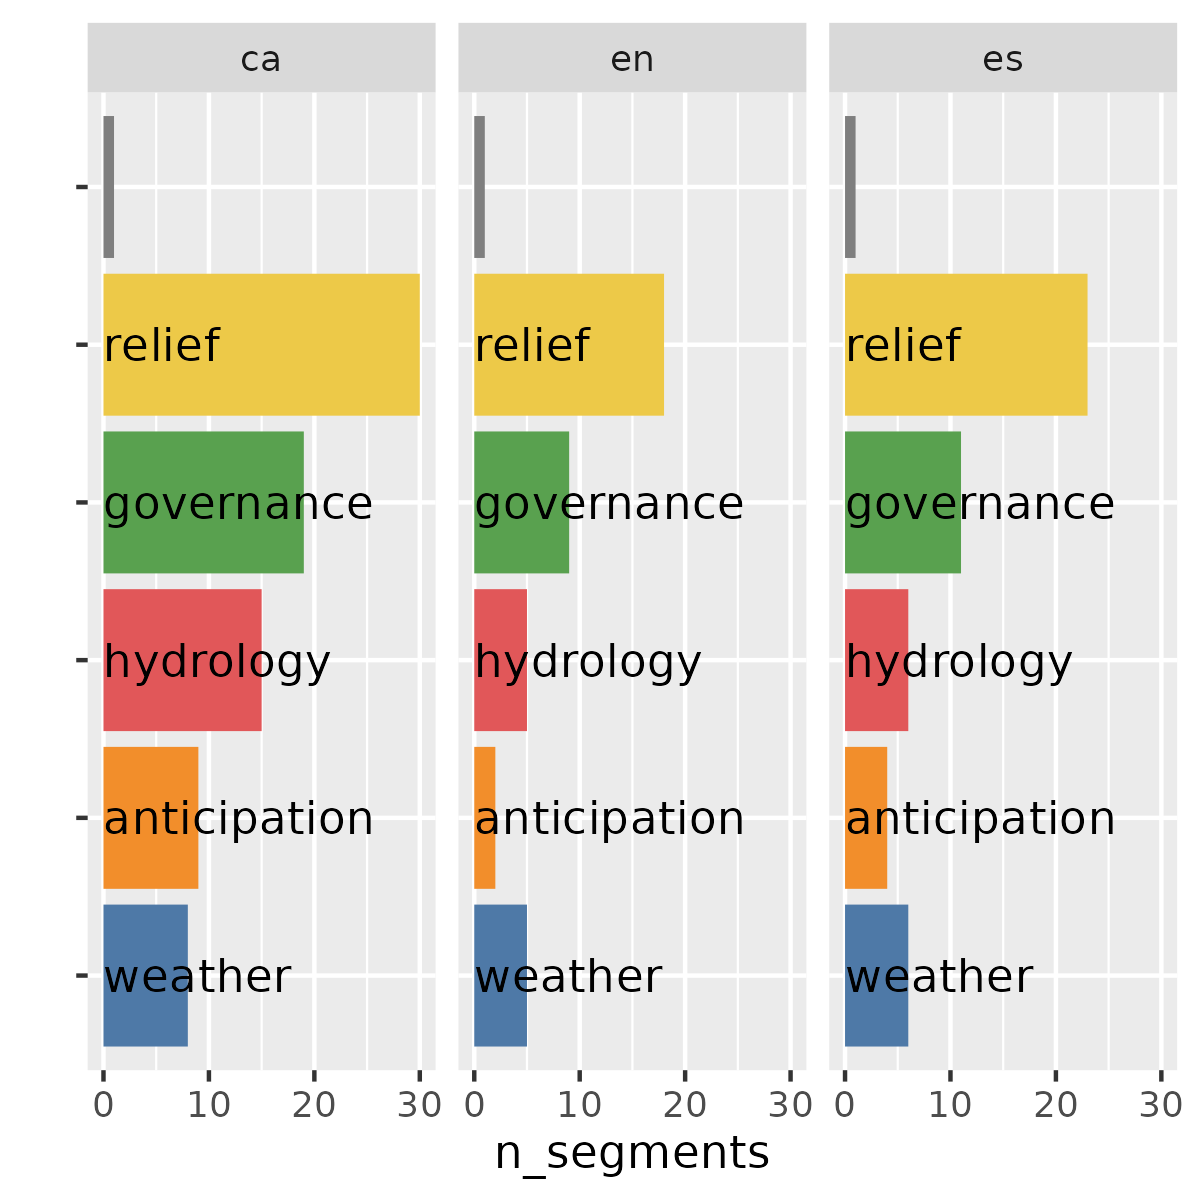 ca en es
relief relief relief
governance governance governance
hydrology hydrology hydrology
anticipation anticipation anticipation
weather weather weather
0 10 20 30 0 10 20 30 0 10 20 30
n_segments